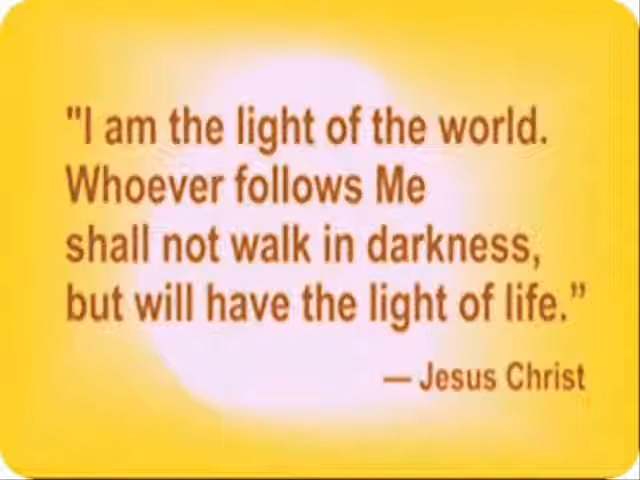 "I am the light of the world.
Whoever follows Me
shall not walk in darkness,
but will have the light of life.”
— Jesus Christ